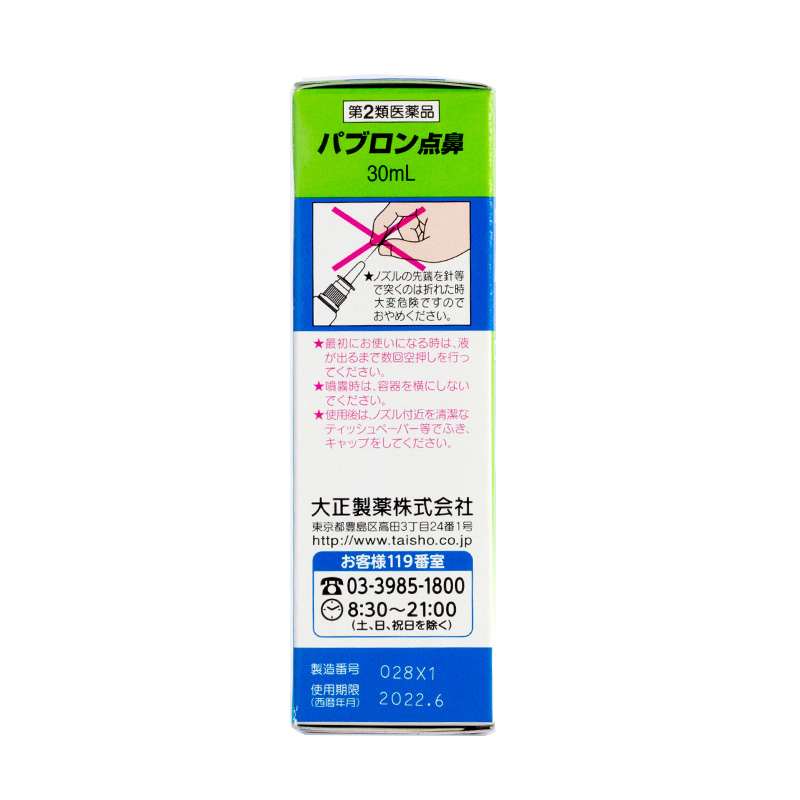 第2類医薬品
パブロン点鼻
30mL
★ノズルの先端を針等
で突くのは折れた時
大変危険ですので
おやめください。
★最初にお使いになる時は、液
が出るまで数回空押しを行っ
てください。
★噴霧時は、容器を横にしない
でください。
★使用後は、ノズル付近を清潔な
ティッシュペーパー等でふき、
キャップをしてください。
大正製薬株式会社
東京都豊島区高田3丁目24番1号
http://www.taisho.co.jp
お客様119番室
☎03-3985-1800
8:30～21:00
(土、日、祝日を除く)
製造番号 028X1
使用期限 2022.6
(西暦年月)